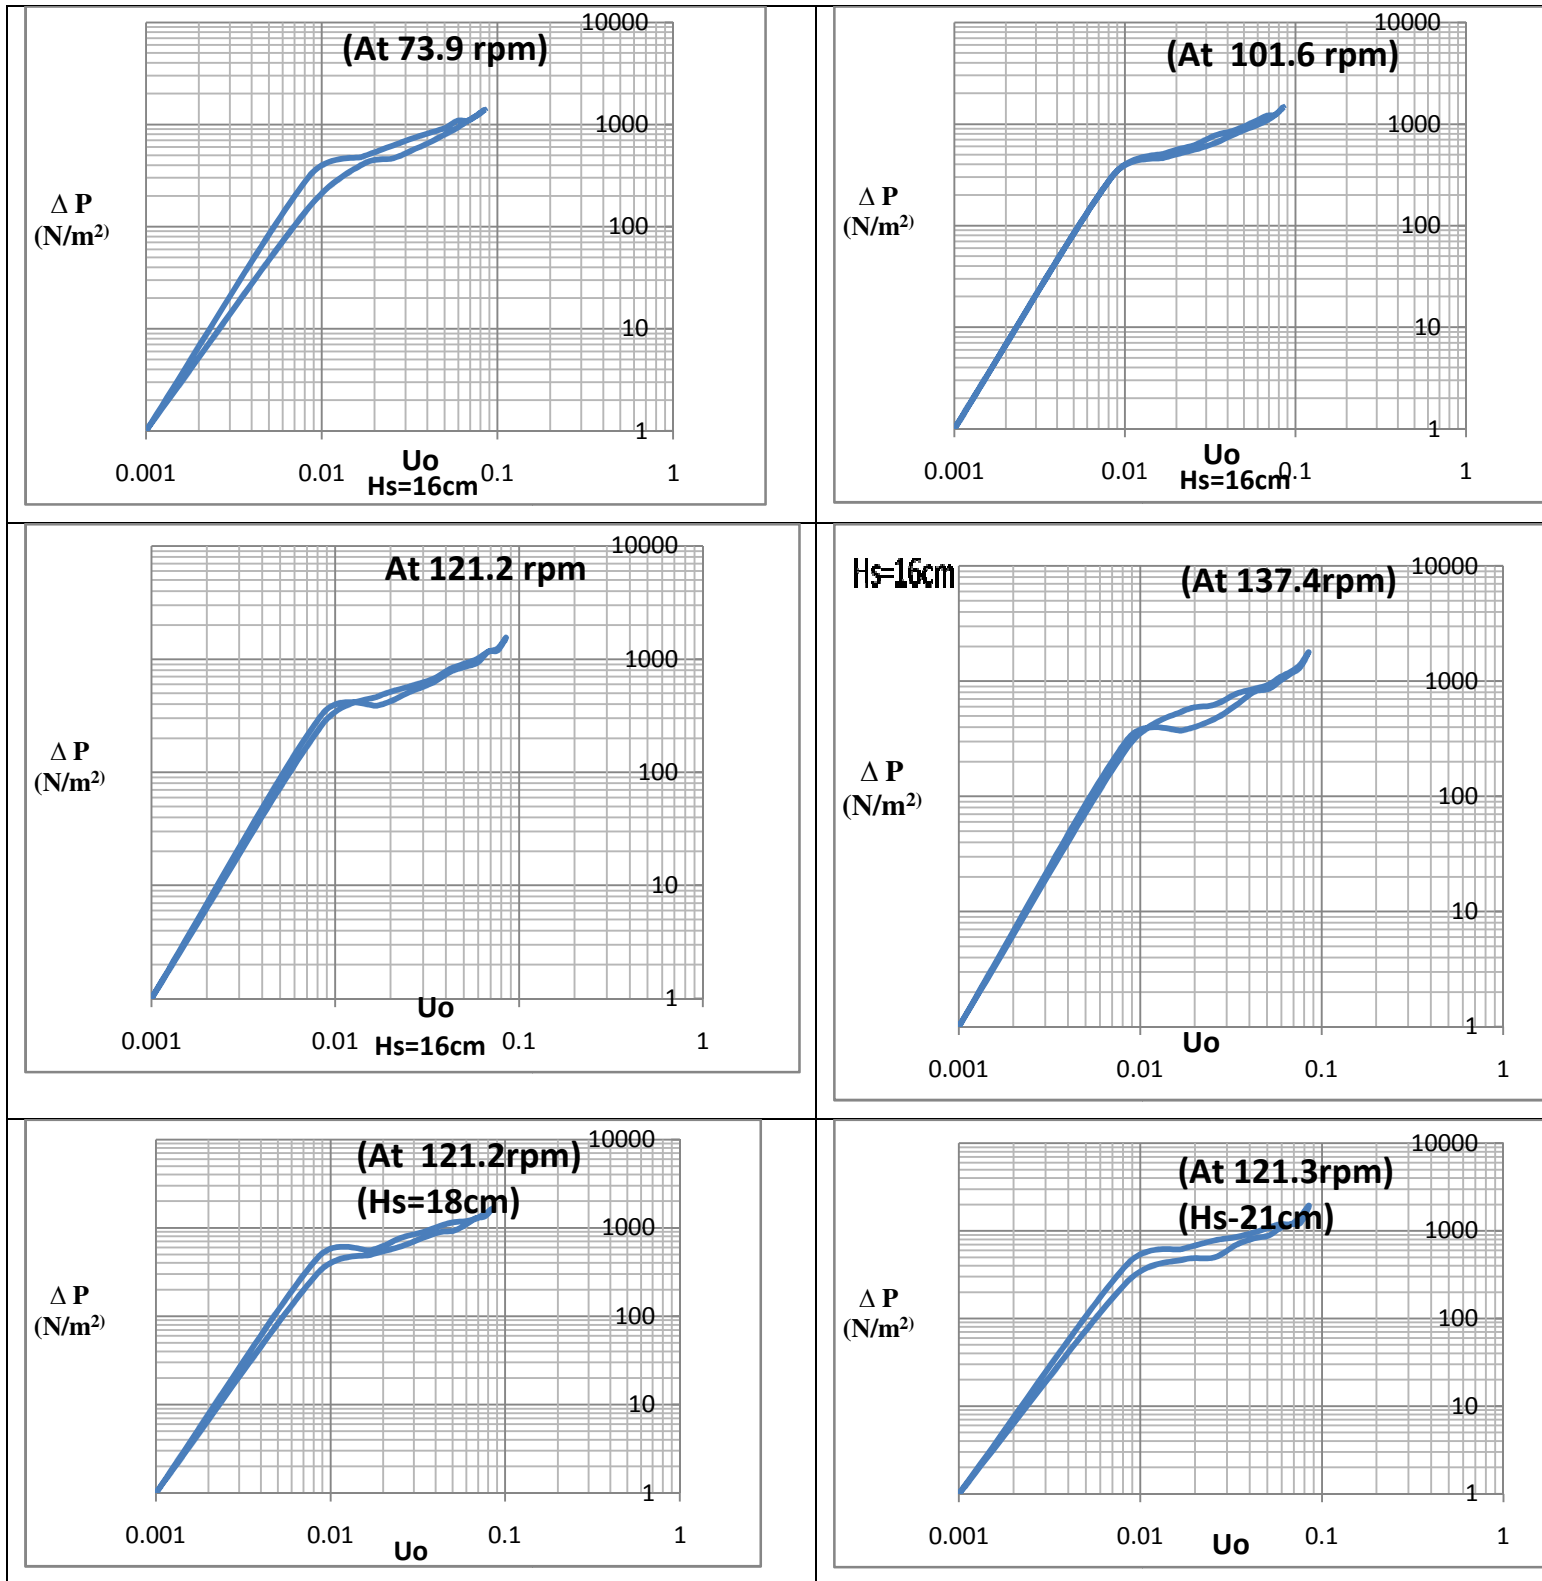 10000
(At 73.9 rpm)
1000
Δ P
(N/m²)
100
10
1
Uo
0.001 0.01 0.1 1
Hs=16cm
10000
(At 101.6 rpm)
1000
Δ P
(N/m²)
100
10
1
Uo
0.001 0.01 0.1 1
Hs=16cm
10000
At 121.2 rpm
1000
Δ P
(N/m²)
100
10
1
Uo
0.001 0.01 Hs=16cm 0.1 1
Hs=16cm
(At 137.4rpm) 10000
1000
Δ P
(N/m²)
100
10
1
Uo
0.001 0.01 0.1 1
10000
(At 121.2rpm)
(Hs=18cm)
1000
Δ P
(N/m²)
100
10
1
0.001 0.01 0.1 1
Uo
10000
(At 121.3rpm)
(Hs-21cm)
1000
Δ P
(N/m²)
100
10
1
0.001 0.01 0.1 1
Uo